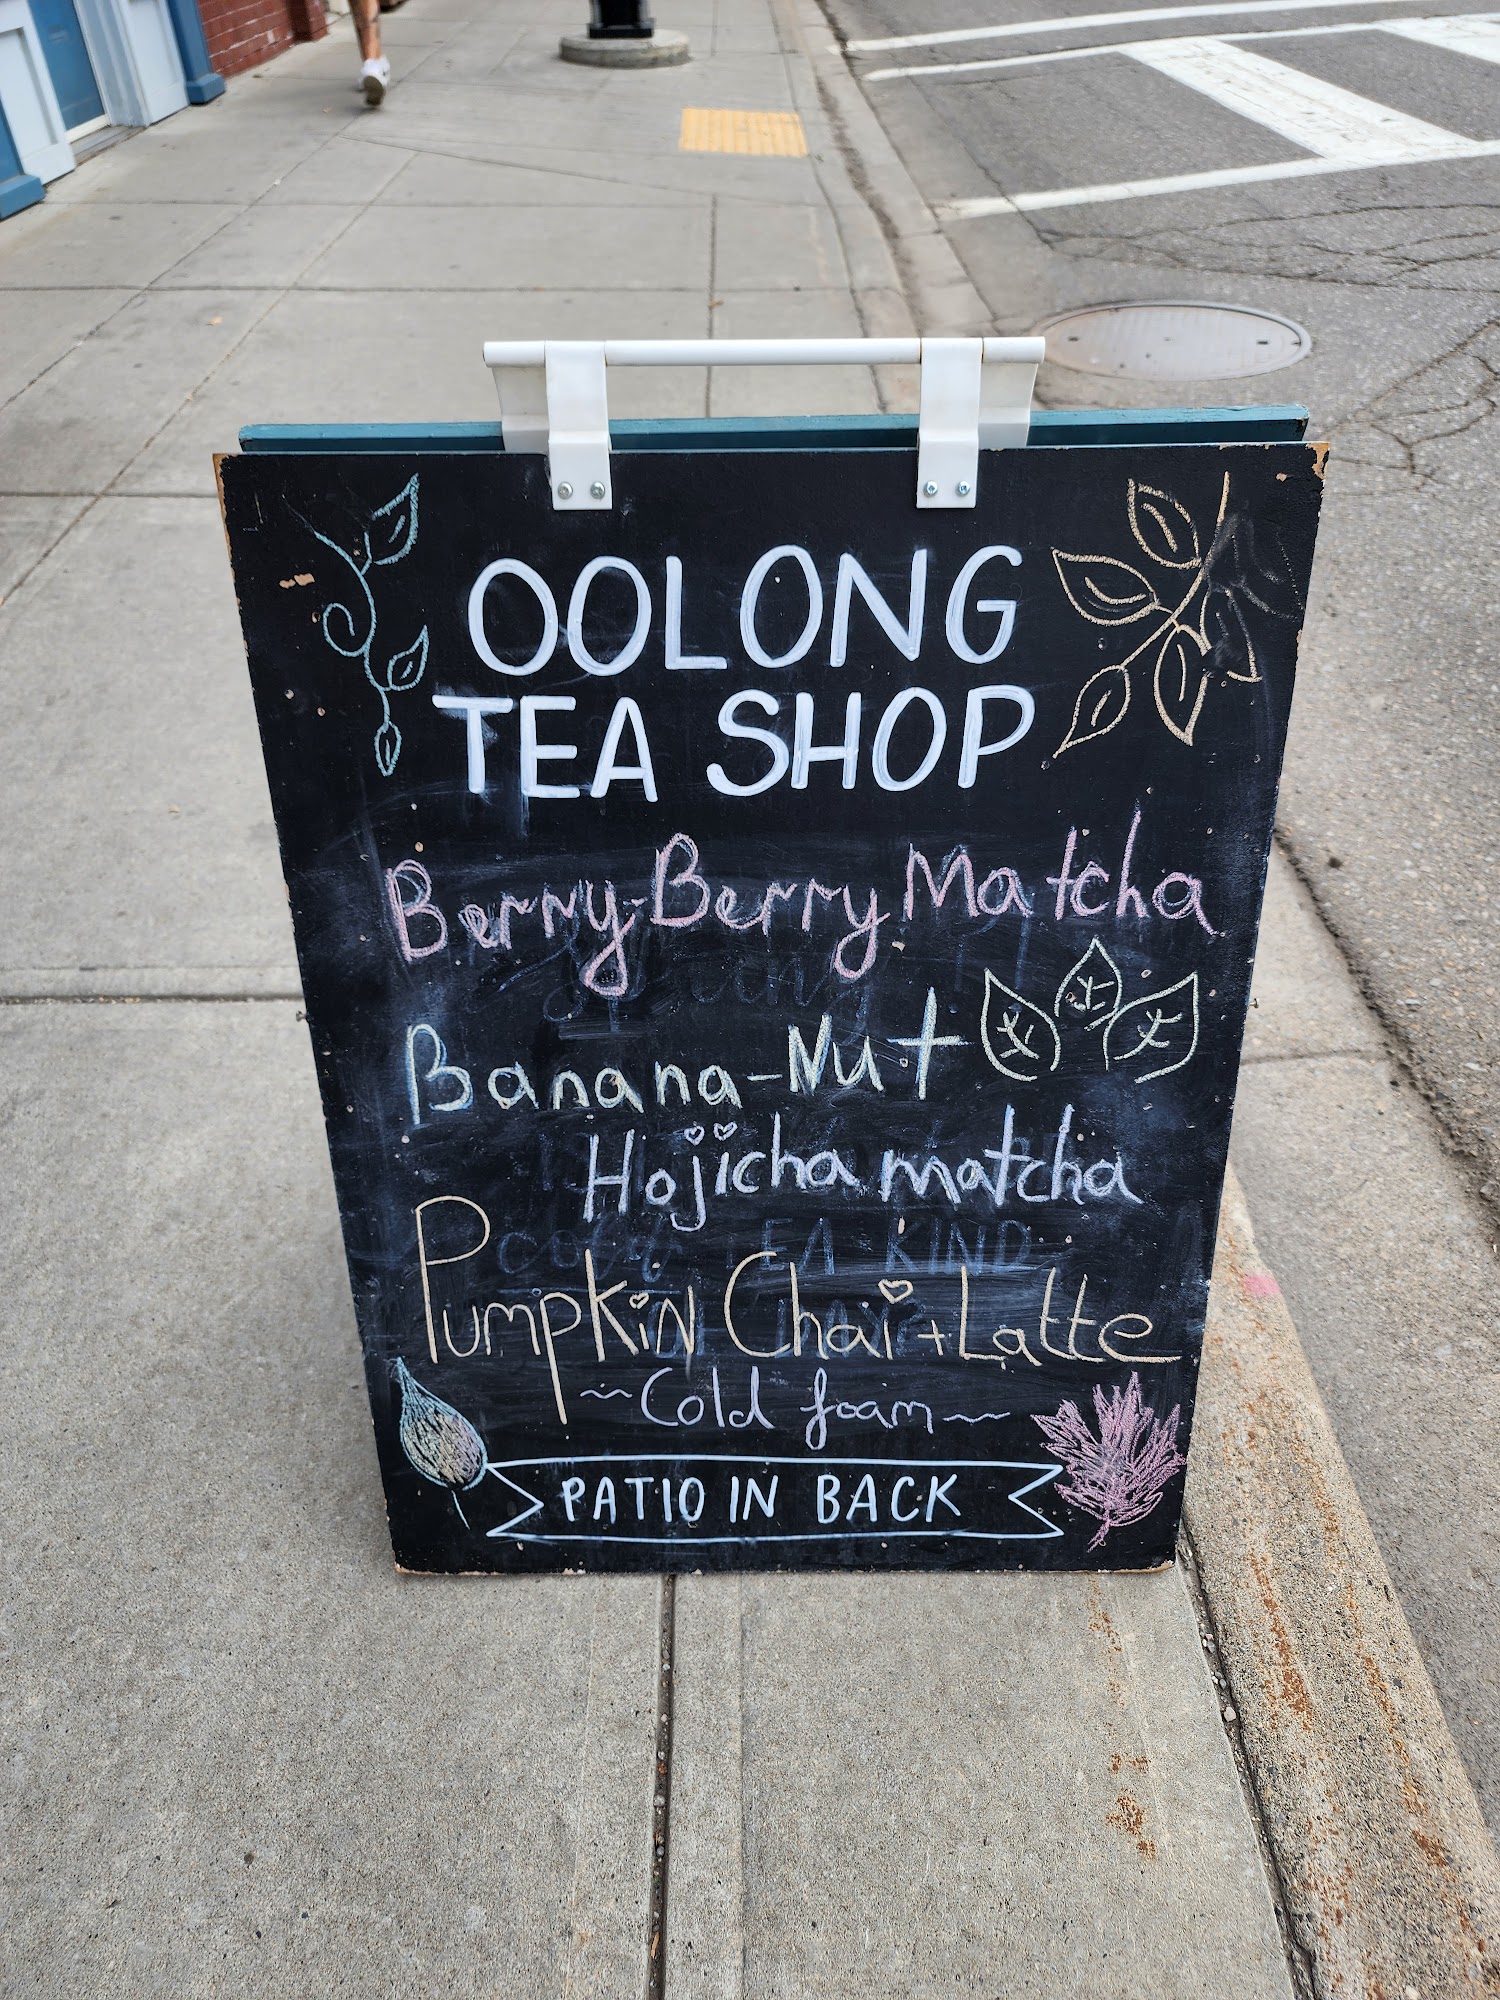 OOLONG
TEA SHOP
Berry-Berry Matcha
Banana-Nut
Hojicha matcha
Pumpkin Chai + Latte
~Cold foam~
PATIO IN BACK